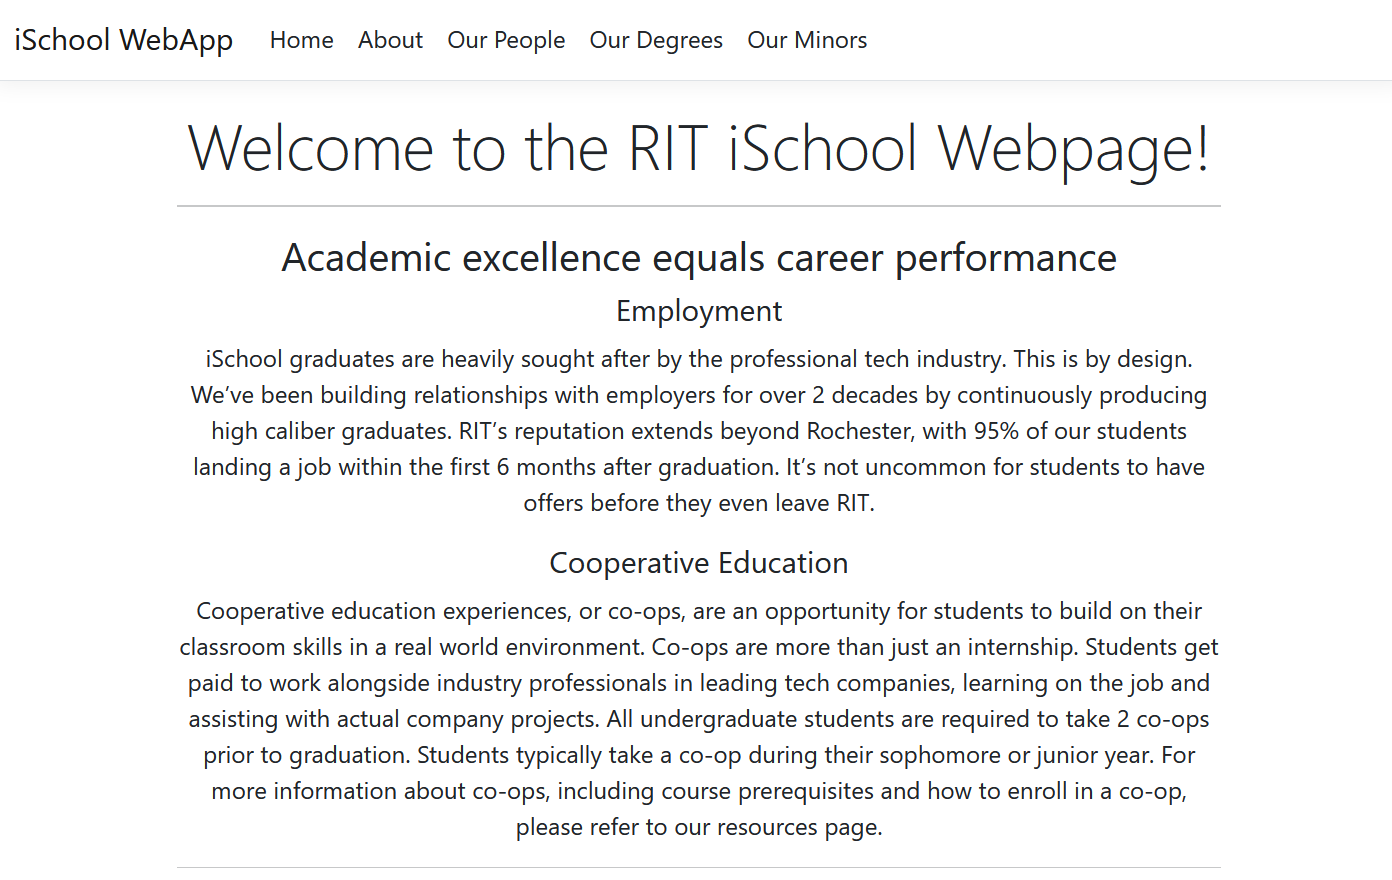 iSchool WebApp Home About Our People Our Degrees Our Minors
Welcome to the RIT iSchool Webpage!
Academic excellence equals career performance
Employment
iSchool graduates are heavily sought after by the professional tech industry. This is by design.
We’ve been building relationships with employers for over 2 decades by continuously producing
high caliber graduates. RIT’s reputation extends beyond Rochester, with 95% of our students
landing a job within the first 6 months after graduation. It’s not uncommon for students to have
offers before they even leave RIT.
Cooperative Education
Cooperative education experiences, or co-ops, are an opportunity for students to build on their
classroom skills in a real world environment. Co-ops are more than just an internship. Students get
paid to work alongside industry professionals in leading tech companies, learning on the job and
assisting with actual company projects. All undergraduate students are required to take 2 co-ops
prior to graduation. Students typically take a co-op during their sophomore or junior year. For
more information about co-ops, including course prerequisites and how to enroll in a co-op,
please refer to our resources page.